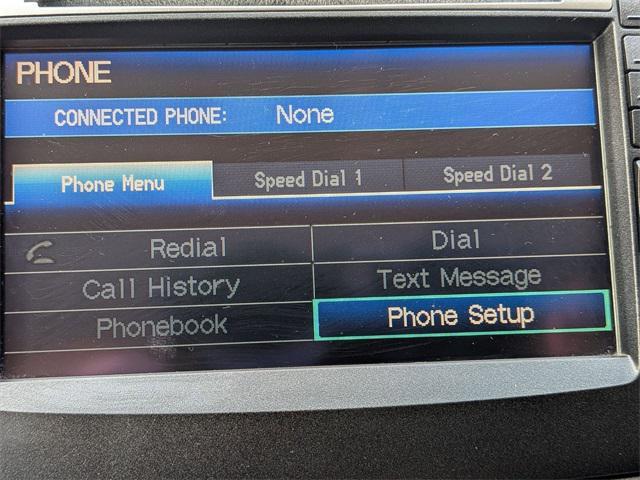 PHONE
CONNECTED PHONE: None
Phone Menu Speed Dial 1 Speed Dial 2
Redial Dial
Call History Text Message
Phonebook Phone Setup